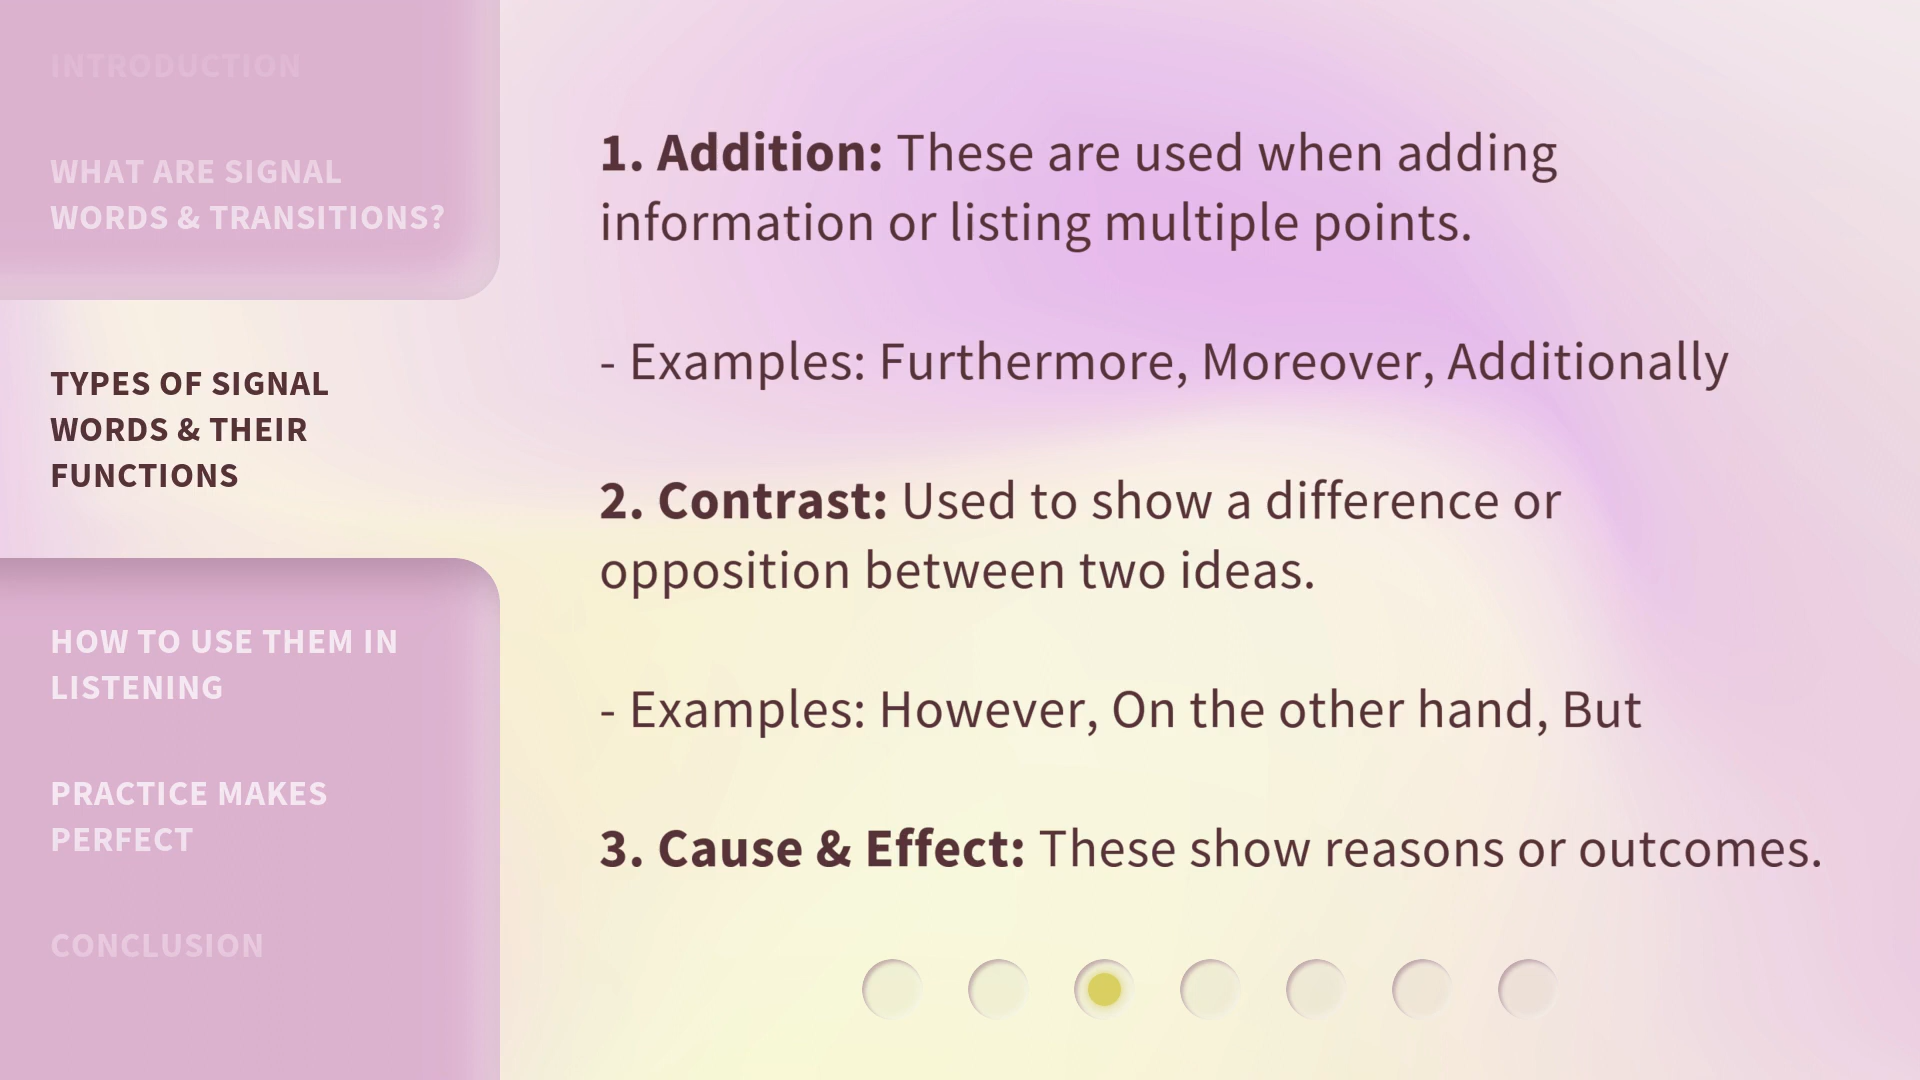 INTRODUCTION
WHAT ARE SIGNAL
WORDS & TRANSITIONS?
TYPES OF SIGNAL
WORDS & THEIR
FUNCTIONS
HOW TO USE THEM IN
LISTENING
PRACTICE MAKES
PERFECT
CONCLUSION
1. Addition: These are used when adding
information or listing multiple points.
- Examples: Furthermore, Moreover, Additionally
2. Contrast: Used to show a difference or
opposition between two ideas.
- Examples: However, On the other hand, But
3. Cause & Effect: These show reasons or outcomes.